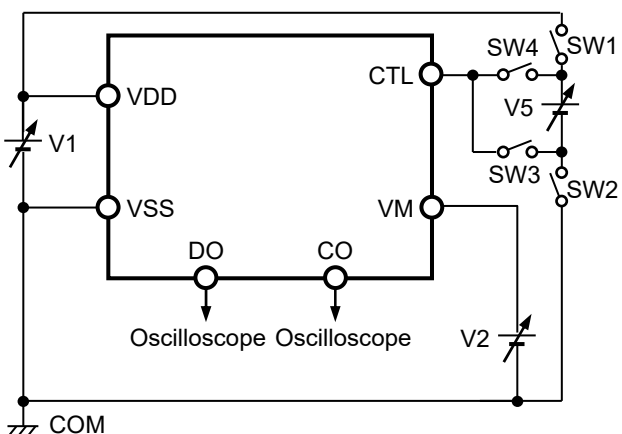 SW1
SW4
CTL
VDD
V5
V1
SW3
SW2
VSS
VM
DO
CO
Oscilloscope Oscilloscope
V2
COM